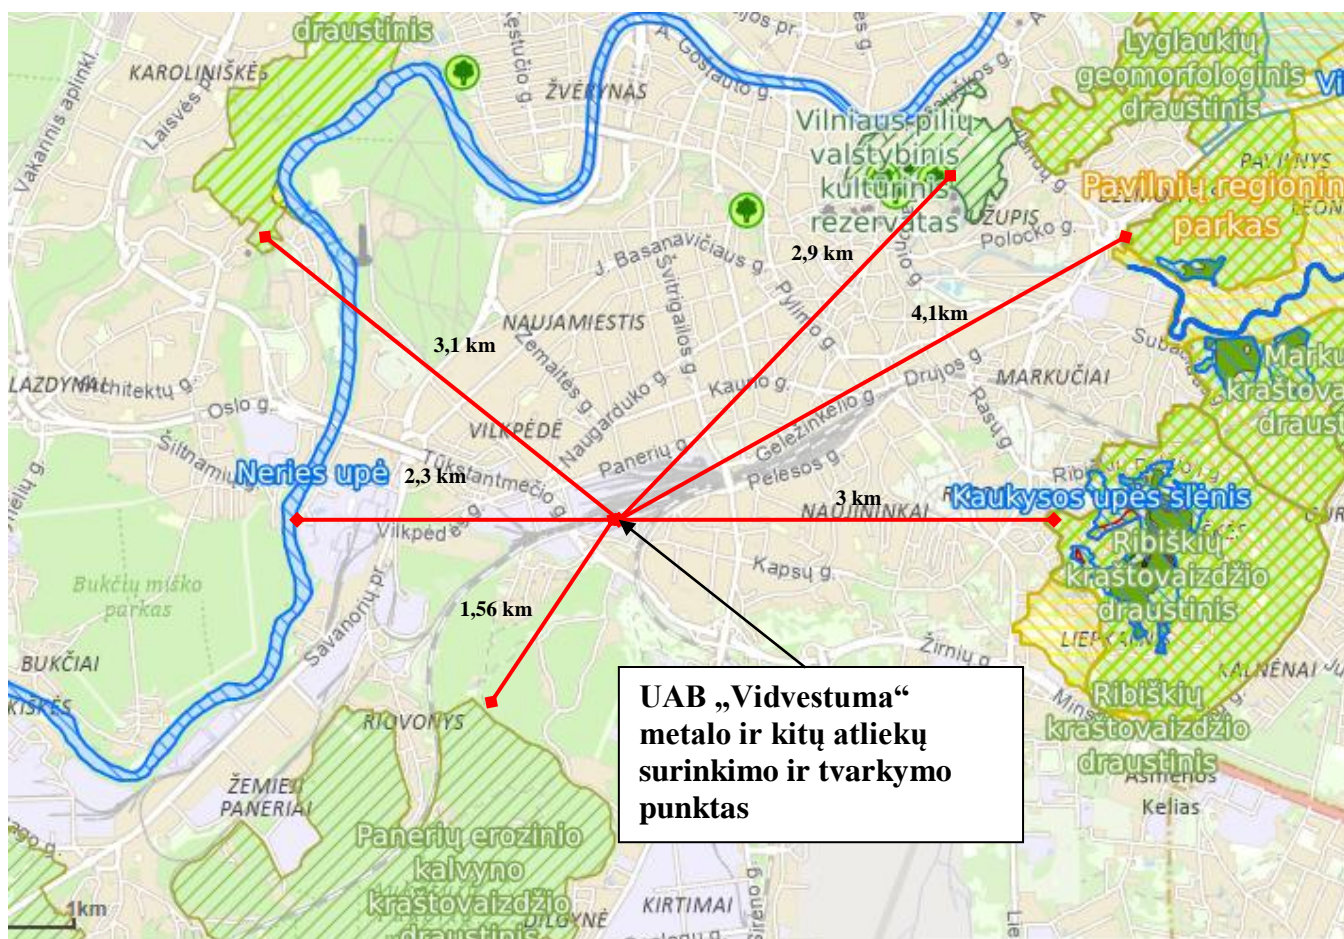 draustinis
KAROLINIŠKĖS
Laisvės pr.
Vakarinis aplinkl.
Kęstučio g.
ŽVĖRYNAS
A. Goštauto g.
Lyglaukių
geomorfologinis
draustinis
Vilniaus pilių
valstybinis
kultūrinis
rezervatas
Pavilnių regionin
parkas
UŽUPIS
Polocko g.
J. Basanavičiaus g.
Švitrigailos g.
Pylimo g.
2,9 km
4,1km
NAUJAMIESTIS
3,1 km
Žemaitės g.
Naugarduko g.
Kauno g.
Drujos g.
MARKUČIAI
Rasų g.
LAZDYNAI
Architektų g.
Oslo g.
VILKPĖDĖ
Panerių g.
Geležinkelio g.
Pelesos g.
Šiltnamių g.
Neries upė
2,3 km
Tūkstantmečio g.
3 km
NAUJININKAI
Kaukysos upės slėnis
Vilkpėdės g.
Ribiškių
kraštovaizdžio
draustinis
Kapsų g.
Bukčių miško
parkas
Savanorių pr.
1,56 km
Žirnių g.
LIEPKALNIS
KALNĖNAI
BUKČIAI
UAB „Vidvestuma“
metalo ir kitų atliekų
surinkimo ir tvarkymo
punktas
Ribiškių
kraštovaizdžio
draustinis
RIOVONYS
ŽEMIEJI
PANERIAI
Ašmenos
Kelias
Panerių erozinio
kalvyno
kraštovaizdžio
draustinis
1km
KIRTIMAI